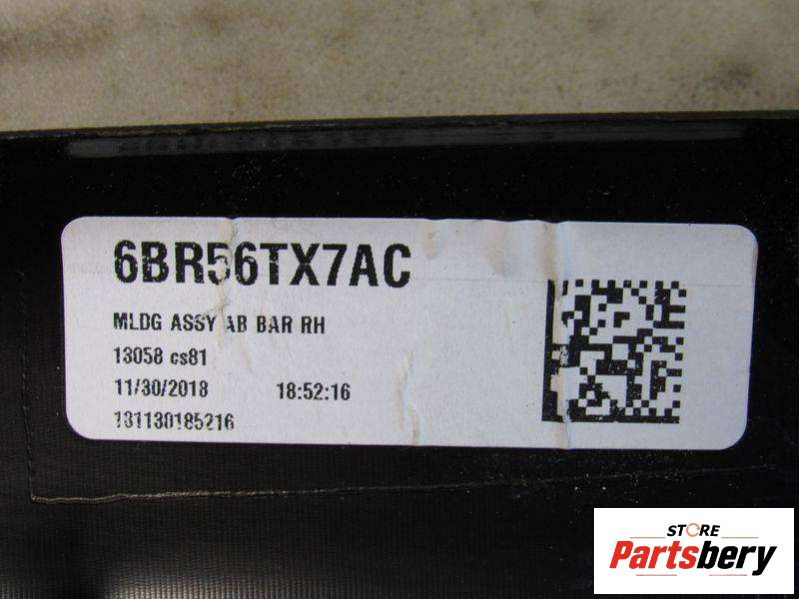 6BR56TX7AC
MLDG ASSY AB BAR RH
13058 cs81
11/30/2018 18:52:16
131130185216
STORE
Partsbery